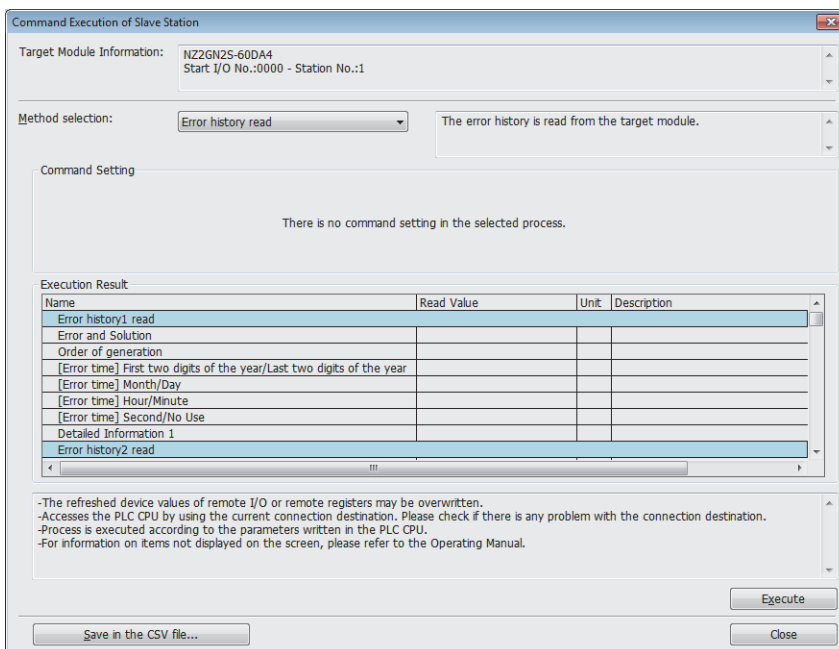 Command Execution of Slave Station
Target Module Information:
NZ2GN2S-60DA4
Start I/O No.:0000 - Station No.:1
Method selection:
Error history read
The error history is read from the target module.
Command Setting
There is no command setting in the selected process.
Execution Result
Name Read Value Unit Description
Error history1 read
Error and Solution
Order of generation
[Error time] First two digits of the year/Last two digits of the year
[Error time] Month/Day
[Error time] Hour/Minute
[Error time] Second/No Use
Detailed Information 1
Error history2 read
-The refreshed device values of remote I/O or remote registers may be overwritten.
-Accesses the PLC CPU by using the current connection destination. Please check if there is any problem with the connection destination.
-Process is executed according to the parameters written in the PLC CPU.
-For information on items not displayed on the screen, please refer to the Operating Manual.
Execute
Save in the CSV file...
Close